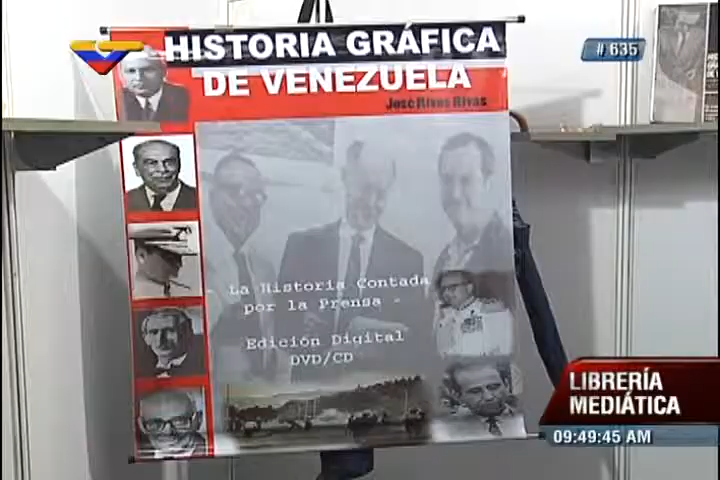 HISTORIA GRÁFICA
DE VENEZUELA
José Rivas Rivas
- La Historia Contada
por la Prensa -
Edición Digital
DVD/CD
# 635
LIBRERÍA
MEDIÁTICA
09:49:45 AM